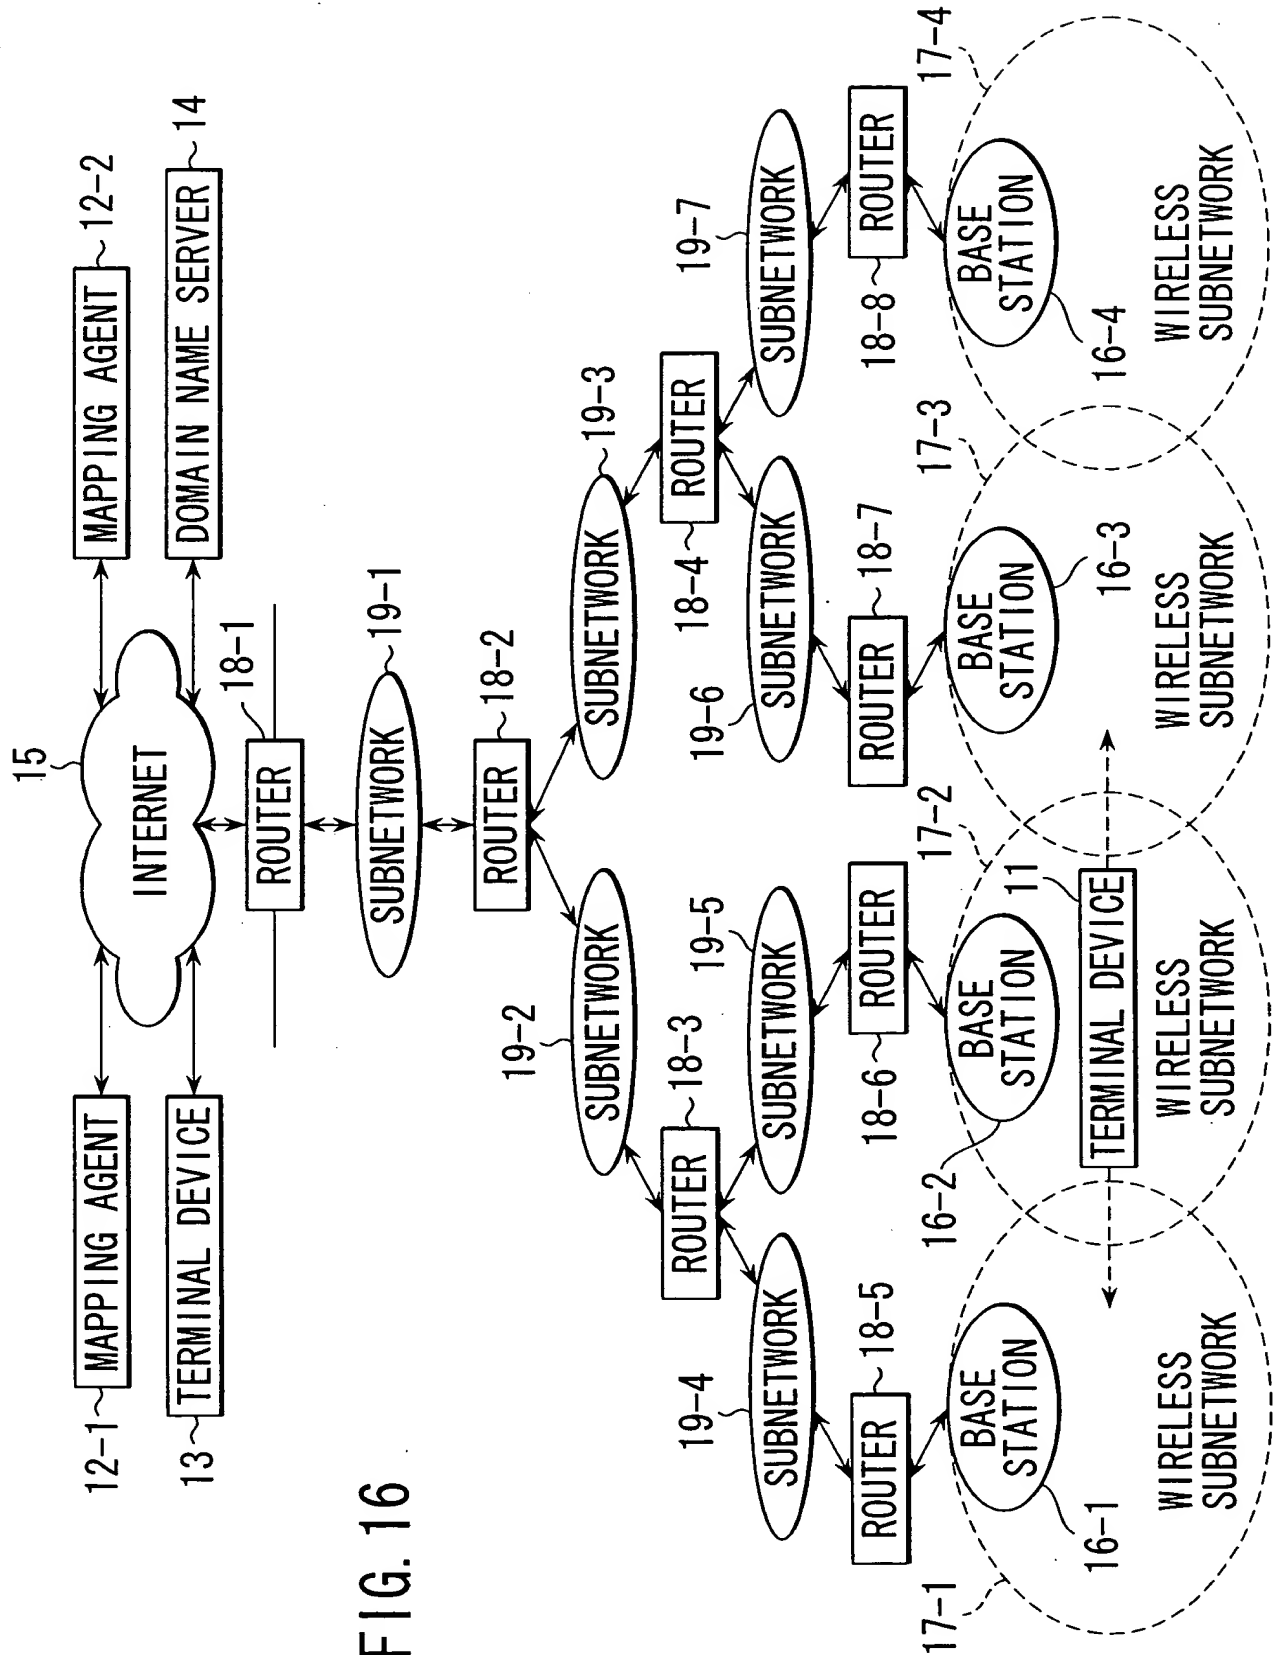 FIG. 16
15
INTERNET
12-1
MAPPING AGENT
MAPPING AGENT
12-2
13
TERMINAL DEVICE
DOMAIN NAME SERVER
14
ROUTER
18-1
SUBNETWORK
19-1
ROUTER
18-2
19-2
SUBNETWORK
SUBNETWORK
19-3
ROUTER
18-3
18-4
ROUTER
19-4
SUBNETWORK
SUBNETWORK
19-5
19-6
SUBNETWORK
SUBNETWORK
19-7
ROUTER
18-5
18-6
ROUTER
ROUTER
18-7
18-8
ROUTER
17-1
17-2
17-3
17-4
BASE
STATION
16-1
BASE
STATION
16-2
BASE
STATION
16-3
BASE
STATION
16-4
TERMINAL DEVICE
11
WIRELESS
SUBNETWORK
WIRELESS
SUBNETWORK
WIRELESS
SUBNETWORK
WIRELESS
SUBNETWORK